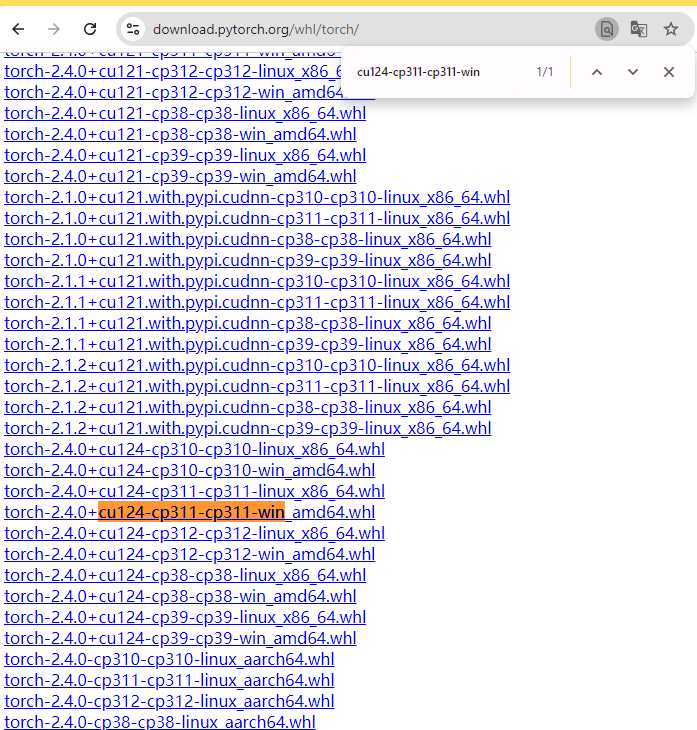 download.pytorch.org/whl/torch/
cu124-cp311-cp311-win 1/1
torch-2.4.0+cu121-cp312-cp312-linux_x86_6
torch-2.4.0+cu121-cp312-cp312-win_amd64.
torch-2.4.0+cu121-cp38-cp38-linux_x86_64.whl
torch-2.4.0+cu121-cp38-cp38-win_amd64.whl
torch-2.4.0+cu121-cp39-cp39-linux_x86_64.whl
torch-2.4.0+cu121-cp39-cp39-win_amd64.whl
torch-2.1.0+cu121.with.pypi.cudnn-cp310-cp310-linux_x86_64.whl
torch-2.1.0+cu121.with.pypi.cudnn-cp311-cp311-linux_x86_64.whl
torch-2.1.0+cu121.with.pypi.cudnn-cp38-cp38-linux_x86_64.whl
torch-2.1.0+cu121.with.pypi.cudnn-cp39-cp39-linux_x86_64.whl
torch-2.1.1+cu121.with.pypi.cudnn-cp310-cp310-linux_x86_64.whl
torch-2.1.1+cu121.with.pypi.cudnn-cp311-cp311-linux_x86_64.whl
torch-2.1.1+cu121.with.pypi.cudnn-cp38-cp38-linux_x86_64.whl
torch-2.1.1+cu121.with.pypi.cudnn-cp39-cp39-linux_x86_64.whl
torch-2.1.2+cu121.with.pypi.cudnn-cp310-cp310-linux_x86_64.whl
torch-2.1.2+cu121.with.pypi.cudnn-cp311-cp311-linux_x86_64.whl
torch-2.1.2+cu121.with.pypi.cudnn-cp38-cp38-linux_x86_64.whl
torch-2.1.2+cu121.with.pypi.cudnn-cp39-cp39-linux_x86_64.whl
torch-2.4.0+cu124-cp310-cp310-linux_x86_64.whl
torch-2.4.0+cu124-cp310-cp310-win_amd64.whl
torch-2.4.0+cu124-cp311-cp311-linux_x86_64.whl
torch-2.4.0+cu124-cp311-cp311-win_amd64.whl
torch-2.4.0+cu124-cp312-cp312-linux_x86_64.whl
torch-2.4.0+cu124-cp312-cp312-win_amd64.whl
torch-2.4.0+cu124-cp38-cp38-linux_x86_64.whl
torch-2.4.0+cu124-cp38-cp38-win_amd64.whl
torch-2.4.0+cu124-cp39-cp39-linux_x86_64.whl
torch-2.4.0+cu124-cp39-cp39-win_amd64.whl
torch-2.4.0-cp310-cp310-linux_aarch64.whl
torch-2.4.0-cp311-cp311-linux_aarch64.whl
torch-2.4.0-cp312-cp312-linux_aarch64.whl
torch-2.4.0-cp38-cp38-linux_aarch64.whl